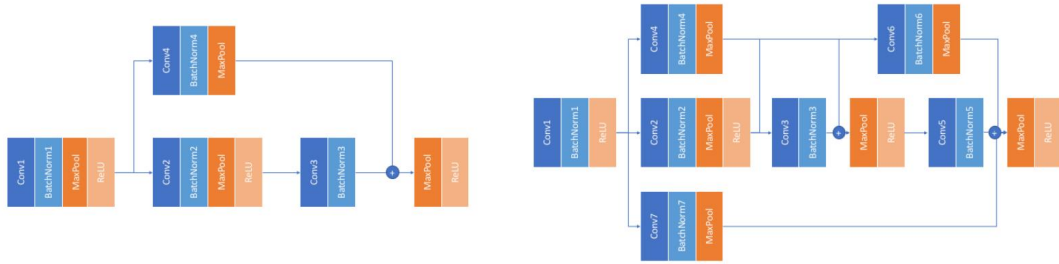 Conv4
BatchNorm4
MaxPool
Conv1
BatchNorm1
MaxPool
ReLU
Conv2
BatchNorm2
MaxPool
ReLU
Conv3
BatchNorm3
+
MaxPool
ReLU
Conv4
BatchNorm4
MaxPool
Conv6
BatchNorm6
MaxPool
Conv1
BatchNorm1
ReLU
Conv2
BatchNorm2
MaxPool
ReLU
Conv3
BatchNorm3
+
MaxPool
ReLU
Conv5
BatchNorm5
+
MaxPool
ReLU
Conv7
BatchNorm7
MaxPool